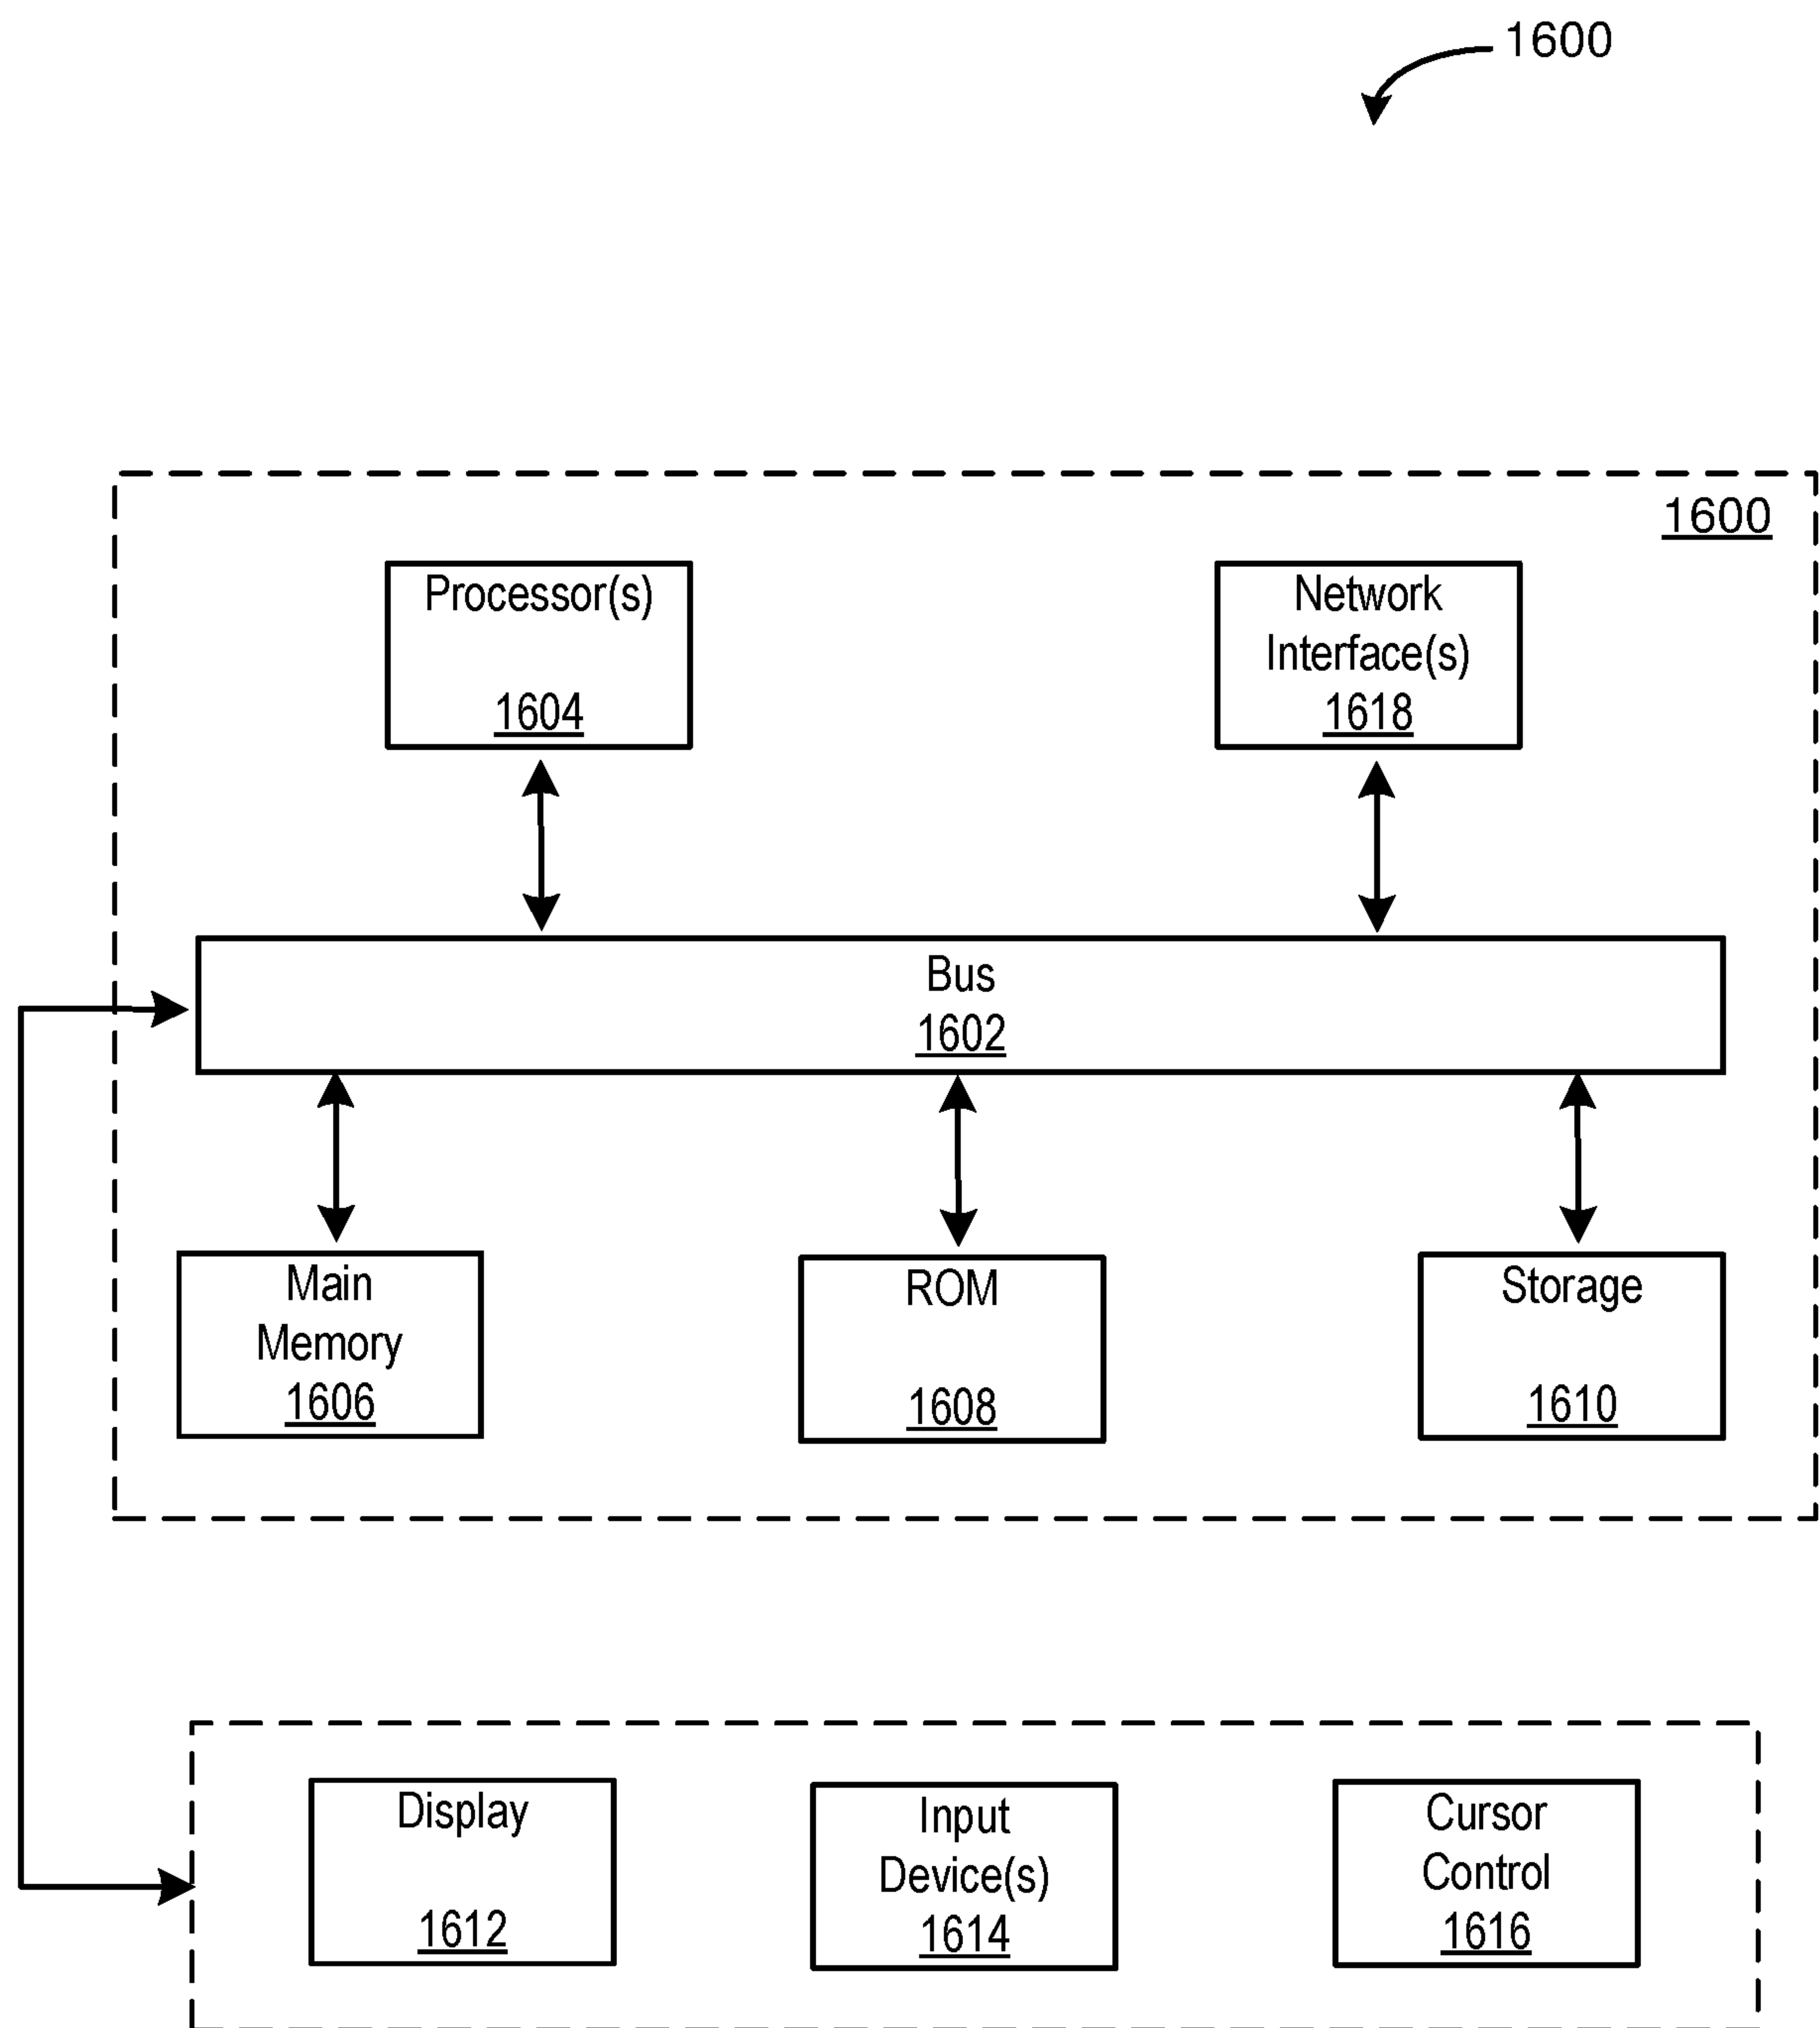 1600
1600
Processor(s)
1604
Network
Interface(s)
1618
Bus
1602
Main
Memory
1606
ROM
1608
Storage
1610
Display
1612
Input
Device(s)
1614
Cursor
Control
1616